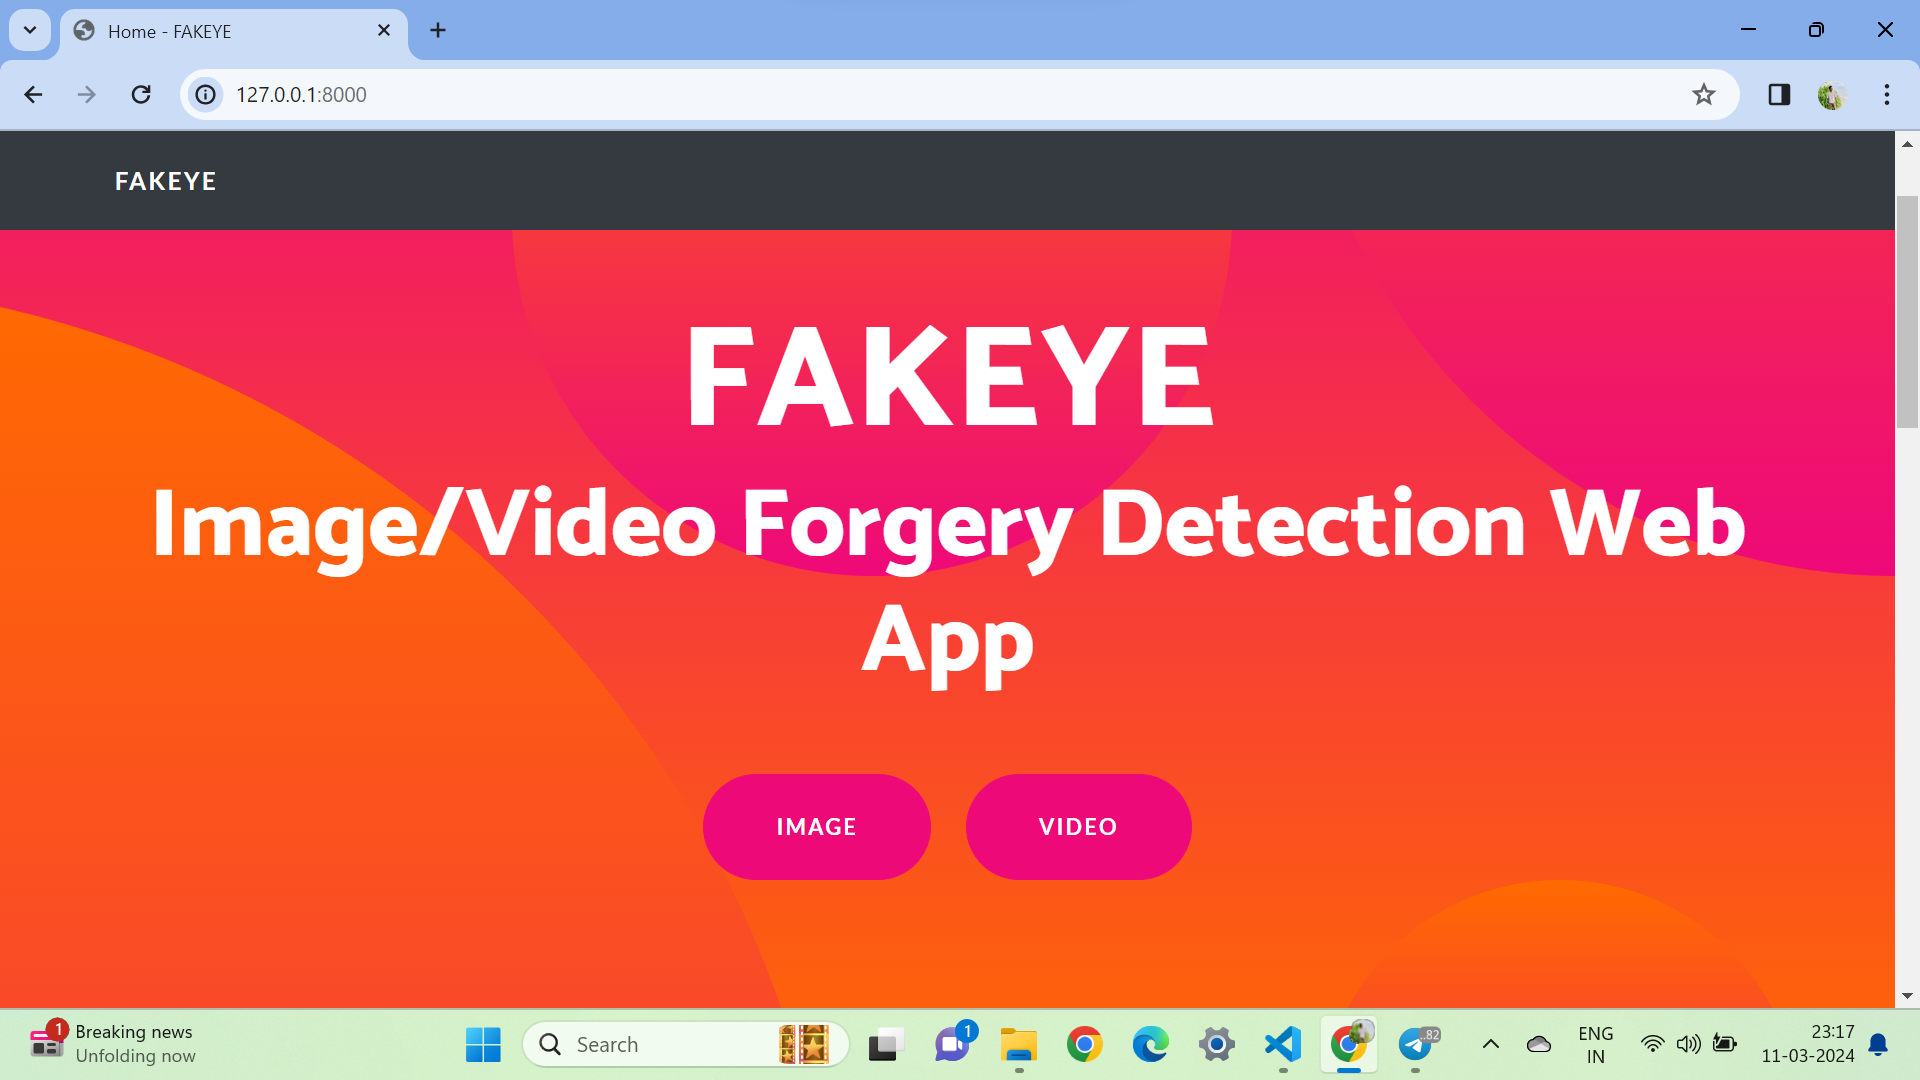 Home - FAKEYE
127.0.0.1:8000
FAKEYE
FAKEYE
Image/Video Forgery Detection Web
App
IMAGE
VIDEO
1
Breaking news
Unfolding now
Search
1
.82
ENG
IN
23:17
11-03-2024